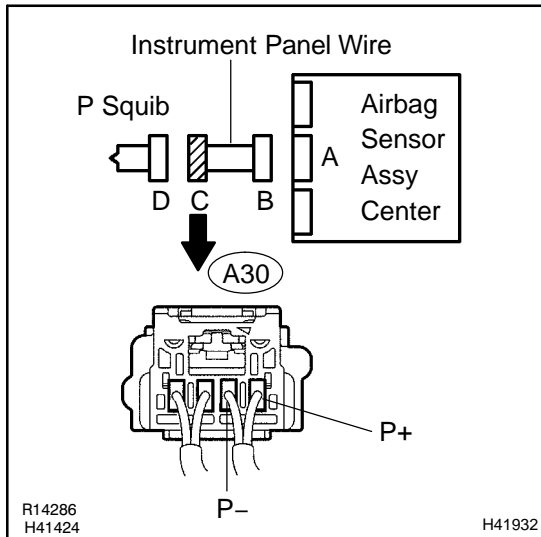 Instrument Panel Wire
P Squib
Airbag
Sensor
Assy
Center
A
D C B
A30
P+
P−
R14286
H41424
H41932